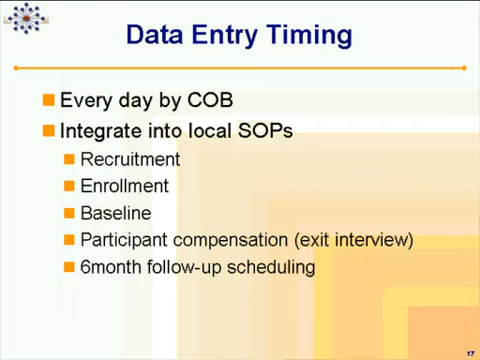 Data Entry Timing
Every day by COB
Integrate into local SOPs
Recruitment
Enrollment
Baseline
Participant compensation (exit interview)
6month follow-up scheduling
17